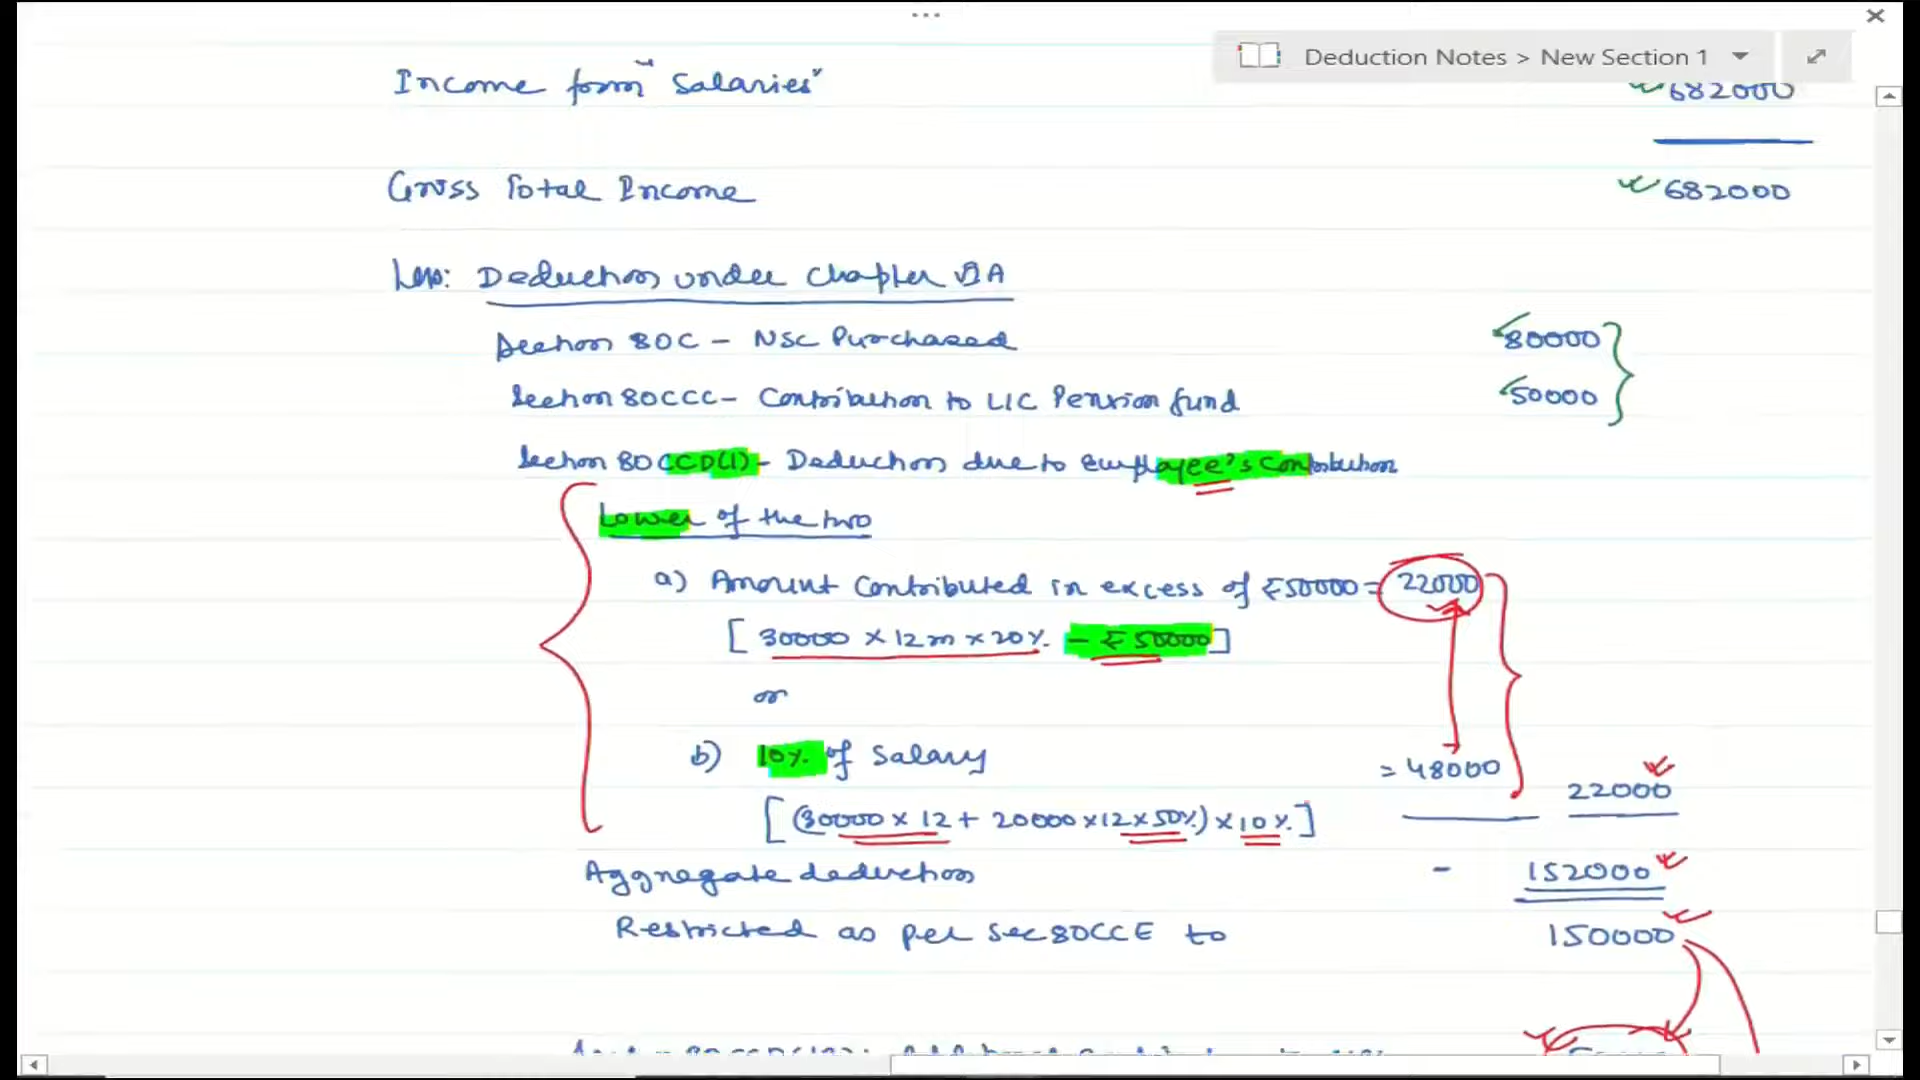 Deduction Notes > New Section 1
Income form "Salaries" 682000
Gross Total Income 682000
Less: Deduction under chapter VIA
Section 80C - NSC Purchased 80000
Section 80CCC - Contribution to LIC Pension fund 50000
Section 80CCD(1) - Deduction due to employee's Contribution
Lower of the two
a) Amount contributed in excess of ₹50000 = 22000
[ 30000 × 12m × 20% - ₹50000 ]
or
b) 10% of Salary = 48000 22000
[ (30000 × 12 + 20000 × 12 × 50%) × 10% ]
Aggregate deduction - 152000
Restricted as per Sec 80CCE to 150000